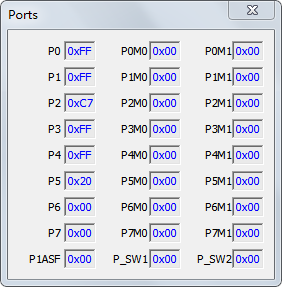 Ports
P0 0xFF P0M0 0x00 P0M1 0x00
P1 0xFF P1M0 0x00 P1M1 0x00
P2 0xC7 P2M0 0x00 P2M1 0x00
P3 0xFF P3M0 0x00 P3M1 0x00
P4 0xFF P4M0 0x00 P4M1 0x00
P5 0x20 P5M0 0x00 P5M1 0x00
P6 0x00 P6M0 0x00 P6M1 0x00
P7 0x00 P7M0 0x00 P7M1 0x00
P1ASF 0x00 P_SW1 0x00 P_SW2 0x00